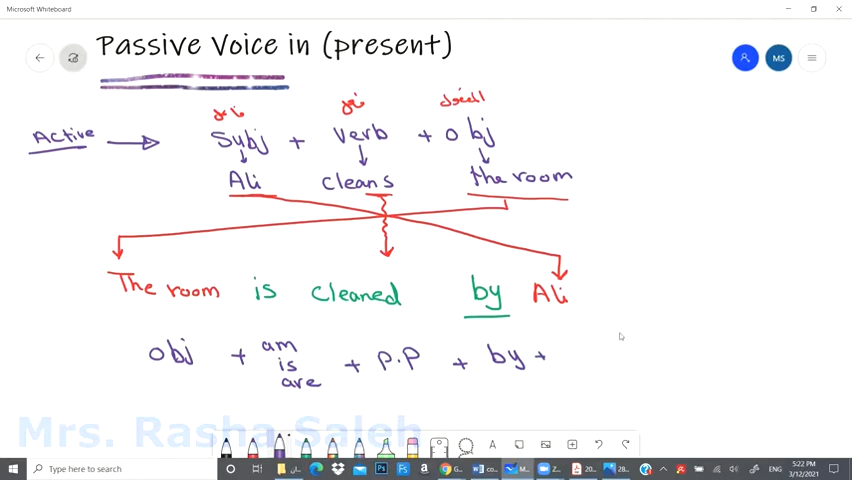 Microsoft Whiteboard
Passive Voice in (present)
MS
فاعل فعل المفعول
Active Subj + Verb + obj
Ali cleans the room
The room is cleaned by Ali
obj + am is are + P.P + by +
Mrs. Rasha Saleh
Type here to search
ENG
5:22 PM
3/12/2021